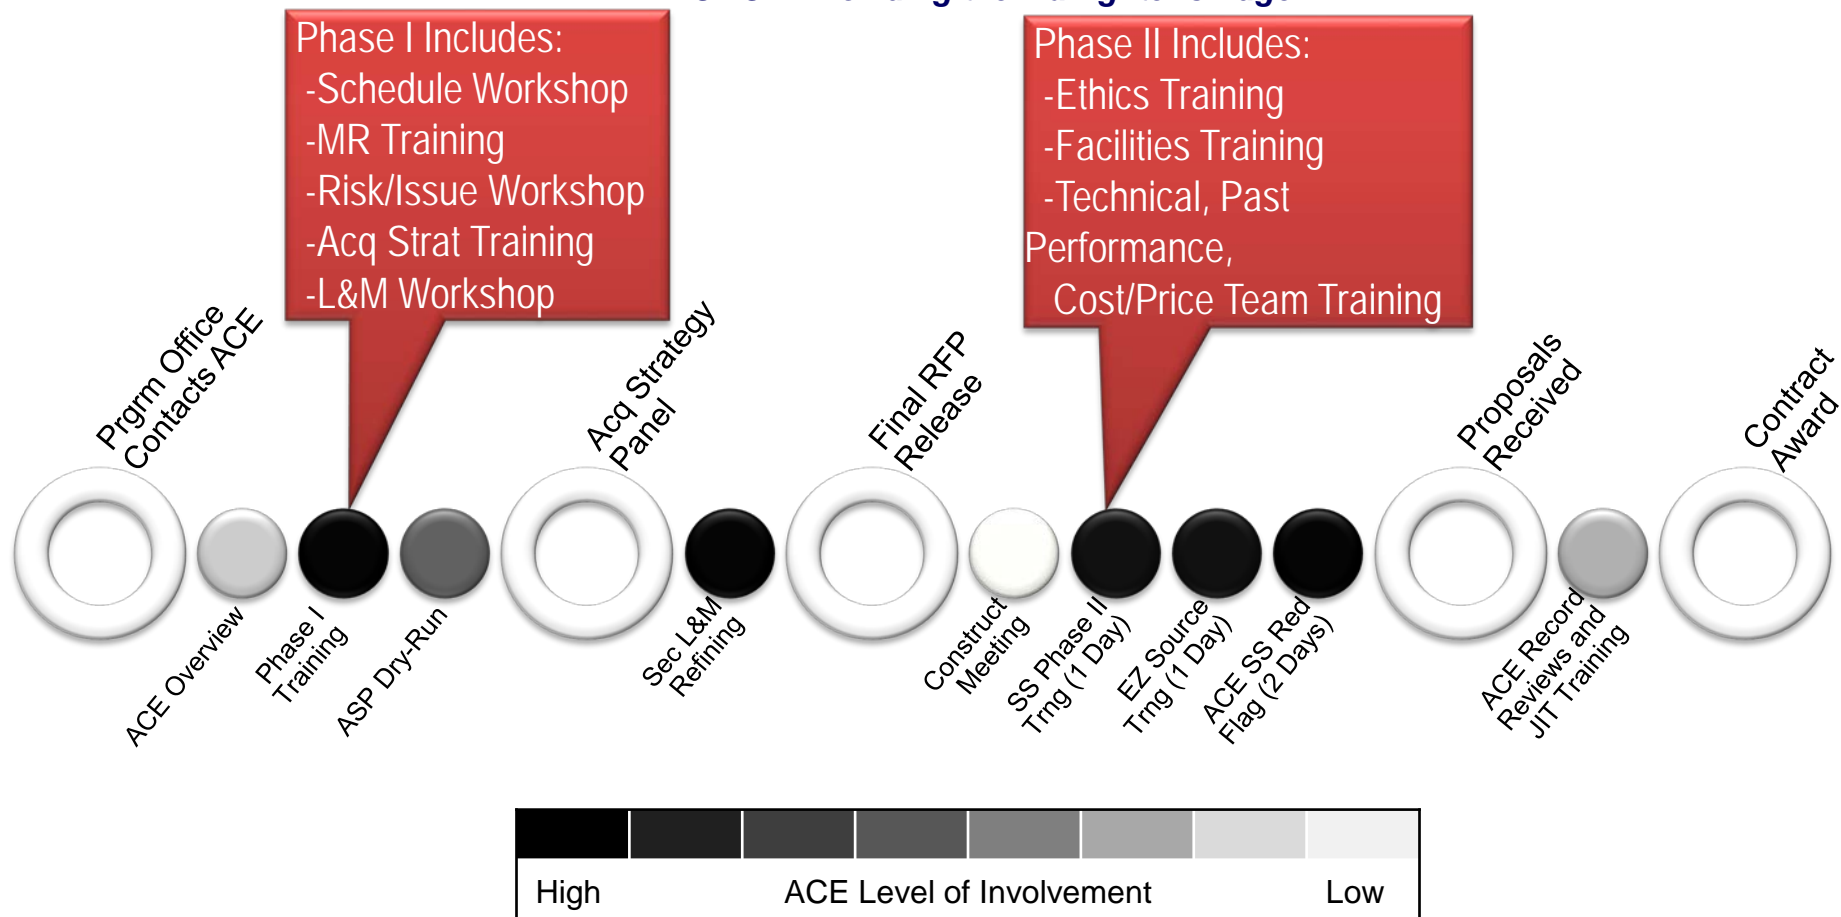 Phase I Includes:
-Schedule Workshop
-MR Training
-Risk/Issue Workshop
-Acq Strat Training
-L&M Workshop
Phase II Includes:
-Ethics Training
-Facilities Training
-Technical, Past
Performance,
Cost/Price Team Training
Prgrm Office
Contacts ACE
Acq Strategy
Panel
Final RFP
Release
Proposals
Received
Contract
Award
ACE Overview
Phase I
Training
ASP Dry-Run
Sec L&M
Refining
Construct
Meeting
SS Phase II
Trng (1 Day)
EZ Source
Trng (1 Day)
ACE SS Red
Flag (2 Days)
ACE Record
Reviews and
JIT Training
High ACE Level of Involvement Low